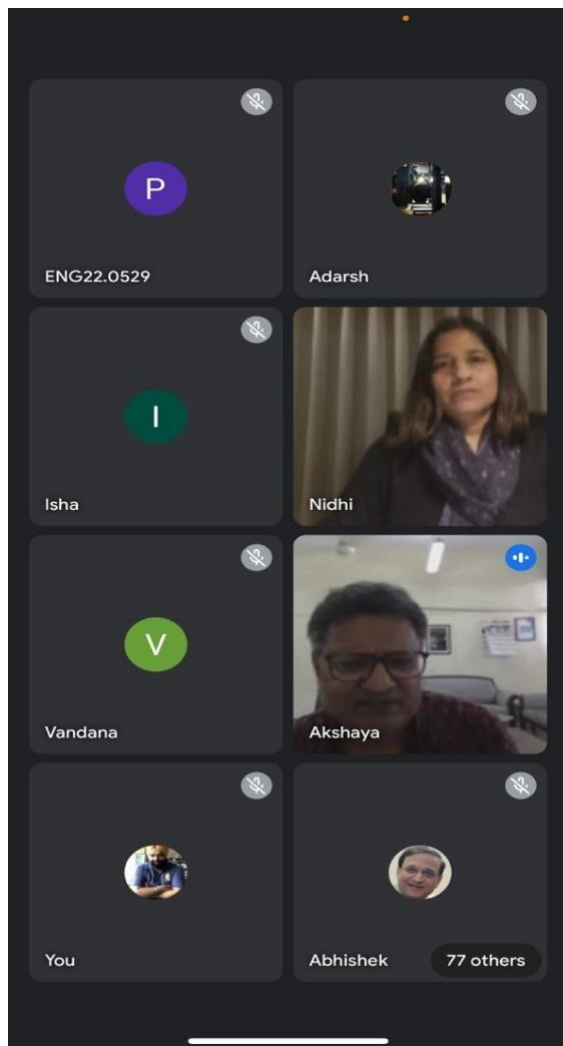 P
ENG22.0529
Adarsh
I
Isha
Nidhi
V
Vandana
Akshaya
You
Abhishek
77 others